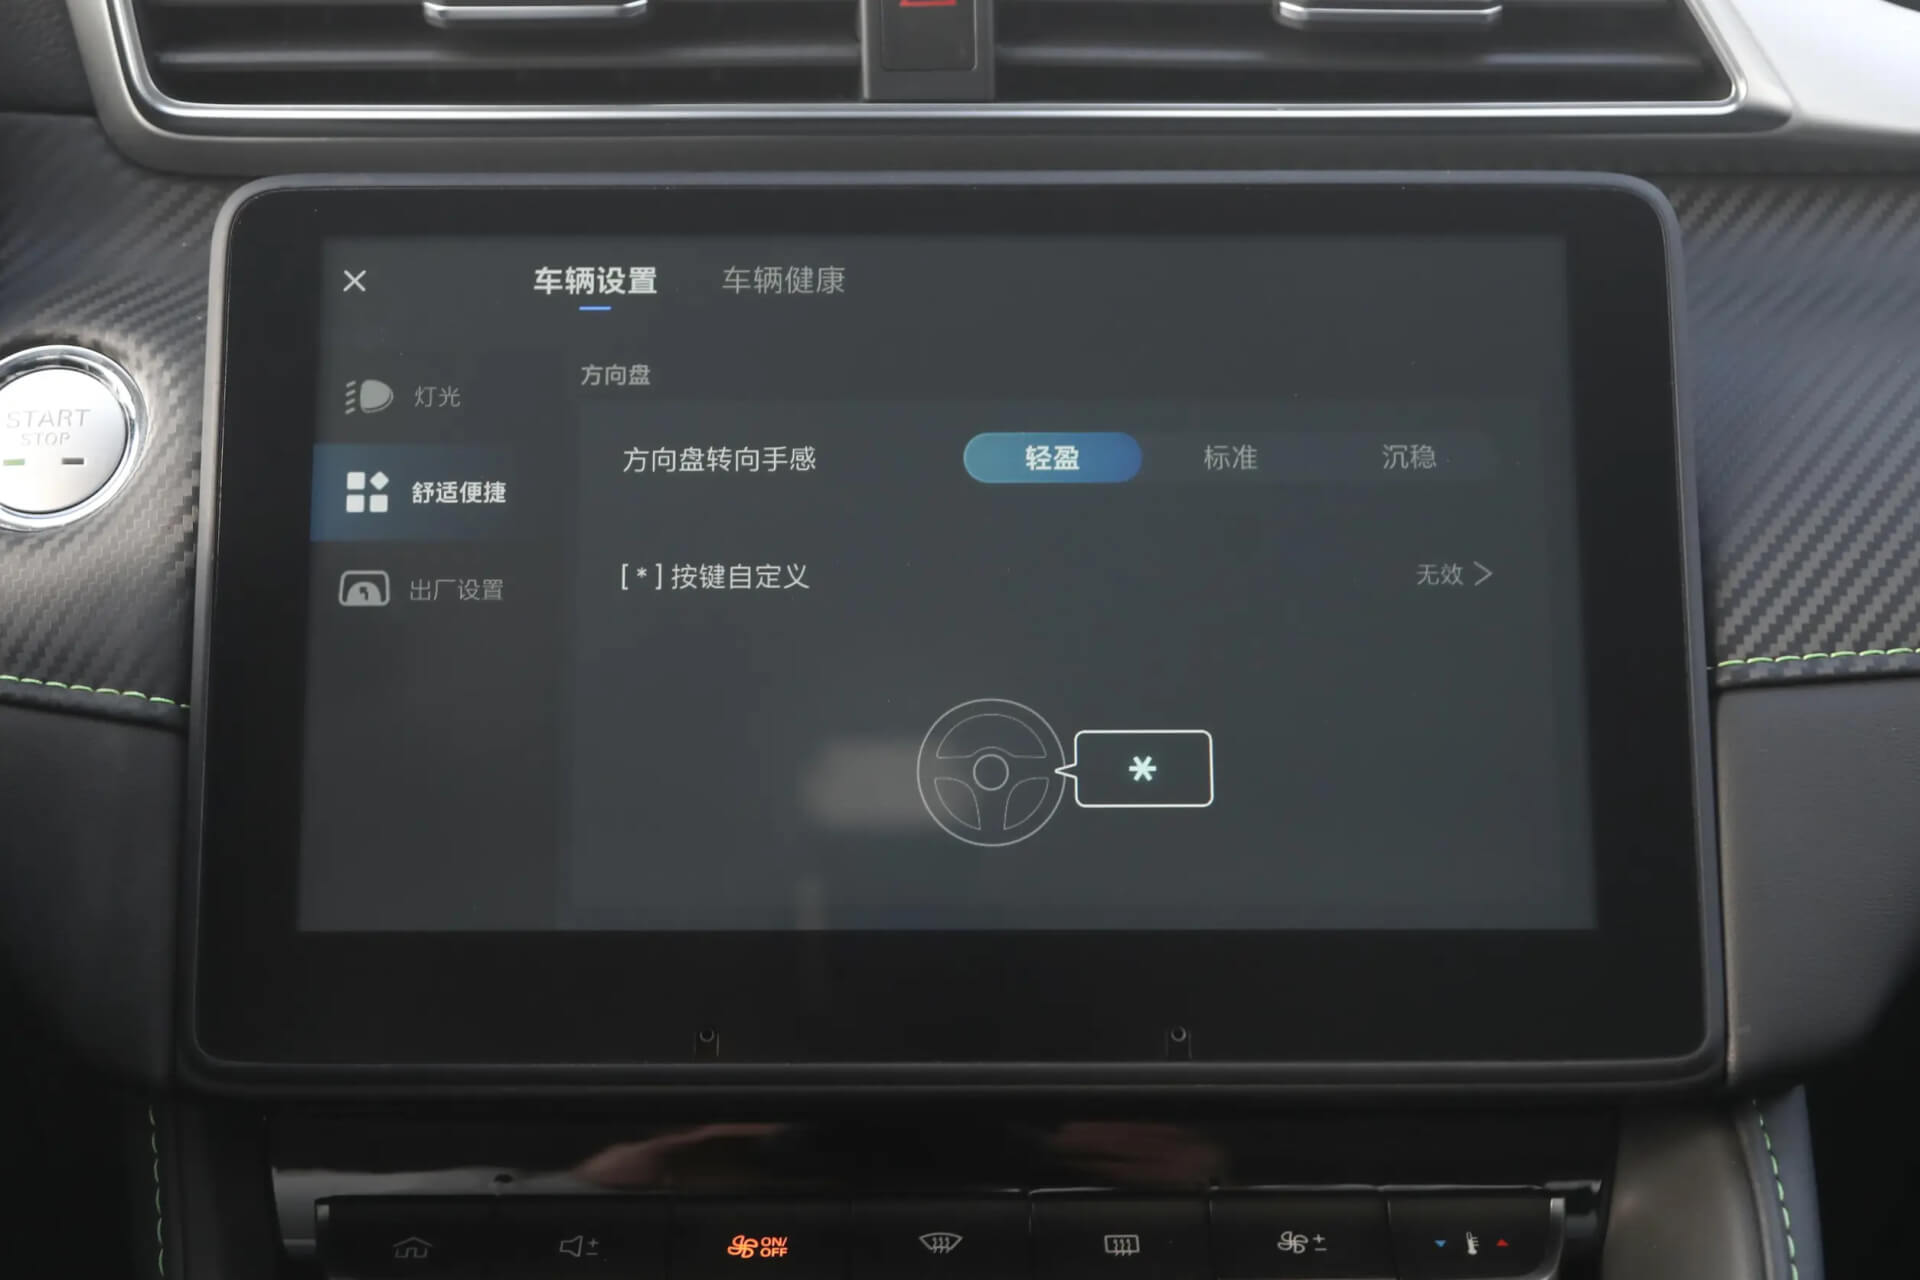 车辆设置 车辆健康
方向盘
灯光
方向盘转向手感 轻盈 标准 沉稳
舒适便捷
[*]按键自定义 无效 >
出厂设置
*
START
STOP
ON/
OFF